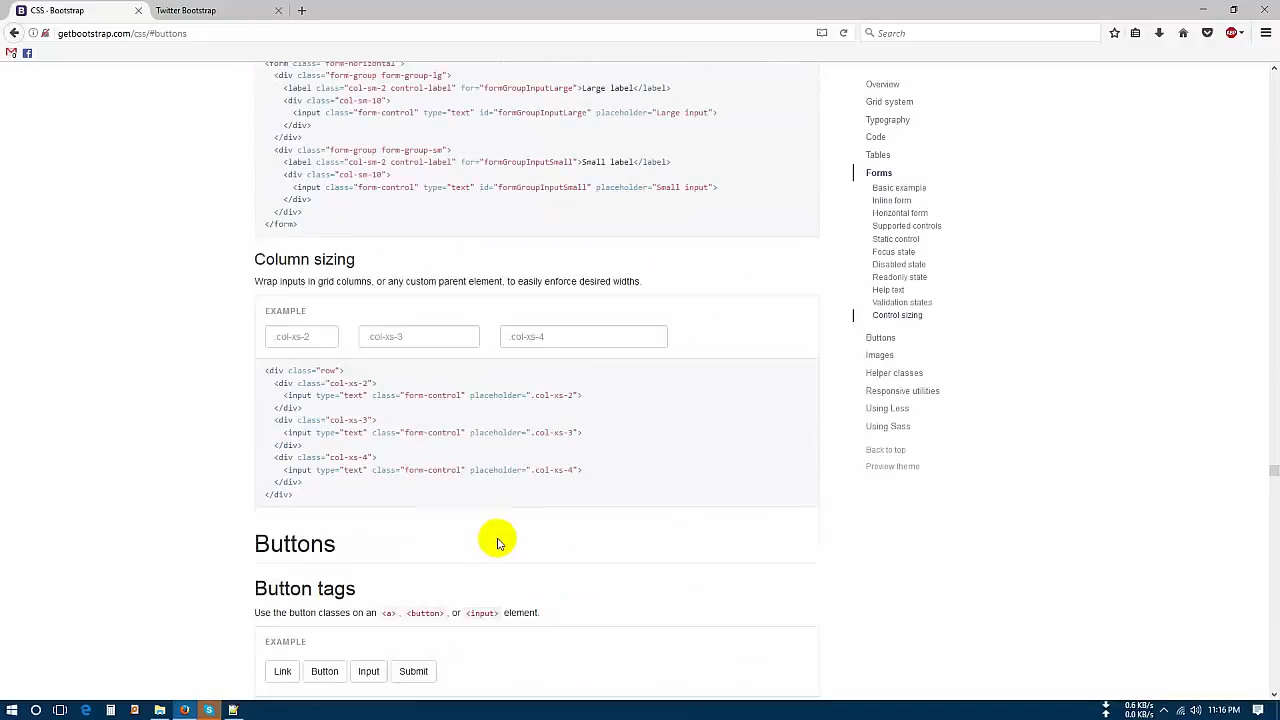 CSS · Bootstrap
Twitter Bootstrap
getbootstrap.com/css/#buttons
Search
<form class="form-horizontal">
<div class="form-group form-group-lg">
<label class="col-sm-2 control-label" for="formGroupInputLarge">Large label</label>
<div class="col-sm-10">
<input class="form-control" type="text" id="formGroupInputLarge" placeholder="Large input">
</div>
</div>
<div class="form-group form-group-sm">
<label class="col-sm-2 control-label" for="formGroupInputSmall">Small label</label>
<div class="col-sm-10">
<input class="form-control" type="text" id="formGroupInputSmall" placeholder="Small input">
</div>
</div>
</form>
Column sizing
Wrap inputs in grid columns, or any custom parent element, to easily enforce desired widths.
EXAMPLE
.col-xs-2 .col-xs-3 .col-xs-4
<div class="row">
<div class="col-xs-2">
<input type="text" class="form-control" placeholder=".col-xs-2">
</div>
<div class="col-xs-3">
<input type="text" class="form-control" placeholder=".col-xs-3">
</div>
<div class="col-xs-4">
<input type="text" class="form-control" placeholder=".col-xs-4">
</div>
</div>
Buttons
Button tags
Use the button classes on an <a>, <button>, or <input> element.
EXAMPLE
Link Button Input Submit
Overview
Grid system
Typography
Code
Tables
Forms
Basic example
Inline form
Horizontal form
Supported controls
Static control
Focus state
Disabled state
Readonly state
Help text
Validation states
Control sizing
Buttons
Images
Helper classes
Responsive utilities
Using Less
Using Sass
Back to top
Preview theme
0.6 KB/s
0.0 KB/s
11:16 PM